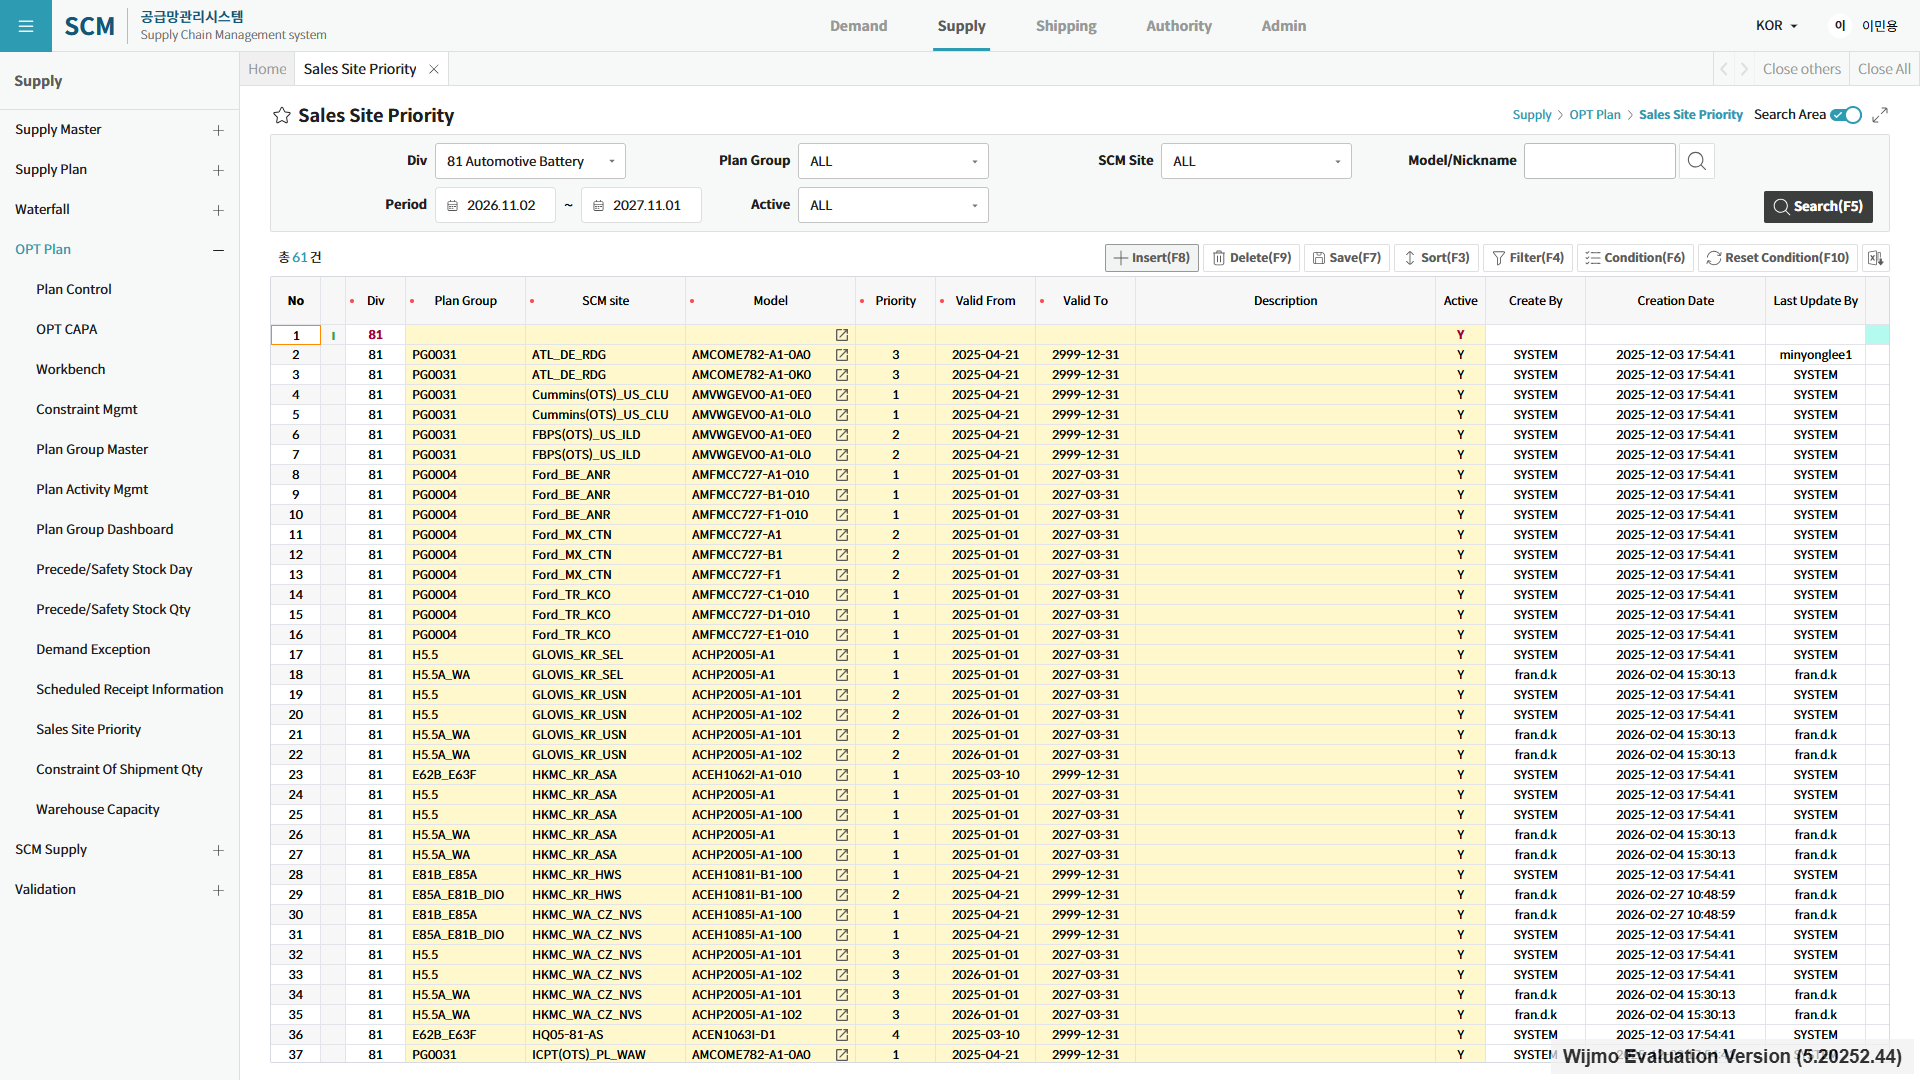 SCM 공급망관리시스템
Supply Chain Management system
Demand Supply Shipping Authority Admin
KOR 이 이민용
Supply
Home Sales Site Priority
Close others Close All
Supply Master
Supply Plan
Waterfall
OPT Plan
Plan Control
OPT CAPA
Workbench
Constraint Mgmt
Plan Group Master
Plan Activity Mgmt
Plan Group Dashboard
Precede/Safety Stock Day
Precede/Safety Stock Qty
Demand Exception
Scheduled Receipt Information
Sales Site Priority
Constraint Of Shipment Qty
Warehouse Capacity
SCM Supply
Validation
Sales Site Priority
Supply > OPT Plan > Sales Site Priority Search Area
Div 81 Automotive Battery Plan Group ALL SCM Site ALL Model/Nickname
Period 2026.11.02 ~ 2027.11.01 Active ALL Search(F5)
총 61 건
Insert(F8) Delete(F9) Save(F7) Sort(F3) Filter(F4) Condition(F6) Reset Condition(F10)
No Div Plan Group SCM site Model Priority Valid From Valid To Description Active Create By Creation Date Last Update By
1 I 81 Y
2 81 PG0031 ATL_DE_RDG AMCOME782-A1-0A0 3 2025-04-21 2999-12-31 Y SYSTEM 2025-12-03 17:54:41 minyonglee1
3 81 PG0031 ATL_DE_RDG AMCOME782-A1-0K0 3 2025-04-21 2999-12-31 Y SYSTEM 2025-12-03 17:54:41 SYSTEM
4 81 PG0031 Cummins(OTS)_US_CLU AMVWGEVO0-A1-0E0 1 2025-04-21 2999-12-31 Y SYSTEM 2025-12-03 17:54:41 SYSTEM
5 81 PG0031 Cummins(OTS)_US_CLU AMVWGEVO0-A1-0L0 1 2025-04-21 2999-12-31 Y SYSTEM 2025-12-03 17:54:41 SYSTEM
6 81 PG0031 FBPS(OTS)_US_ILD AMVWGEVO0-A1-0E0 2 2025-04-21 2999-12-31 Y SYSTEM 2025-12-03 17:54:41 SYSTEM
7 81 PG0031 FBPS(OTS)_US_ILD AMVWGEVO0-A1-0L0 2 2025-04-21 2999-12-31 Y SYSTEM 2025-12-03 17:54:41 SYSTEM
8 81 PG0004 Ford_BE_ANR AMFMCC727-A1-010 1 2025-01-01 2027-03-31 Y SYSTEM 2025-12-03 17:54:41 SYSTEM
9 81 PG0004 Ford_BE_ANR AMFMCC727-B1-010 1 2025-01-01 2027-03-31 Y SYSTEM 2025-12-03 17:54:41 SYSTEM
10 81 PG0004 Ford_BE_ANR AMFMCC727-F1-010 1 2025-01-01 2027-03-31 Y SYSTEM 2025-12-03 17:54:41 SYSTEM
11 81 PG0004 Ford_MX_CTN AMFMCC727-A1 2 2025-01-01 2027-03-31 Y SYSTEM 2025-12-03 17:54:41 SYSTEM
12 81 PG0004 Ford_MX_CTN AMFMCC727-B1 2 2025-01-01 2027-03-31 Y SYSTEM 2025-12-03 17:54:41 SYSTEM
13 81 PG0004 Ford_MX_CTN AMFMCC727-F1 2 2025-01-01 2027-03-31 Y SYSTEM 2025-12-03 17:54:41 SYSTEM
14 81 PG0004 Ford_TR_KCO AMFMCC727-C1-010 1 2025-01-01 2027-03-31 Y SYSTEM 2025-12-03 17:54:41 SYSTEM
15 81 PG0004 Ford_TR_KCO AMFMCC727-D1-010 1 2025-01-01 2027-03-31 Y SYSTEM 2025-12-03 17:54:41 SYSTEM
16 81 PG0004 Ford_TR_KCO AMFMCC727-E1-010 1 2025-01-01 2027-03-31 Y SYSTEM 2025-12-03 17:54:41 SYSTEM
17 81 H5.5 GLOVIS_KR_SEL ACHP2005I-A1 1 2025-01-01 2027-03-31 Y SYSTEM 2025-12-03 17:54:41 SYSTEM
18 81 H5.5A_WA GLOVIS_KR_SEL ACHP2005I-A1 1 2025-01-01 2027-03-31 Y fran.d.k 2026-02-04 15:30:13 fran.d.k
19 81 H5.5 GLOVIS_KR_USN ACHP2005I-A1-101 2 2025-01-01 2027-03-31 Y SYSTEM 2025-12-03 17:54:41 SYSTEM
20 81 H5.5 GLOVIS_KR_USN ACHP2005I-A1-102 2 2026-01-01 2027-03-31 Y SYSTEM 2025-12-03 17:54:41 SYSTEM
21 81 H5.5A_WA GLOVIS_KR_USN ACHP2005I-A1-101 2 2025-01-01 2027-03-31 Y fran.d.k 2026-02-04 15:30:13 fran.d.k
22 81 H5.5A_WA GLOVIS_KR_USN ACHP2005I-A1-102 2 2026-01-01 2027-03-31 Y fran.d.k 2026-02-04 15:30:13 fran.d.k
23 81 E62B_E63F HKMC_KR_ASA ACEH1062I-A1-010 1 2025-03-10 2999-12-31 Y SYSTEM 2025-12-03 17:54:41 SYSTEM
24 81 H5.5 HKMC_KR_ASA ACHP2005I-A1 1 2025-01-01 2027-03-31 Y SYSTEM 2025-12-03 17:54:41 SYSTEM
25 81 H5.5 HKMC_KR_ASA ACHP2005I-A1-100 1 2025-01-01 2027-03-31 Y SYSTEM 2025-12-03 17:54:41 SYSTEM
26 81 H5.5A_WA HKMC_KR_ASA ACHP2005I-A1 1 2025-01-01 2027-03-31 Y fran.d.k 2026-02-04 15:30:13 fran.d.k
27 81 H5.5A_WA HKMC_KR_ASA ACHP2005I-A1-100 1 2025-01-01 2027-03-31 Y fran.d.k 2026-02-04 15:30:13 fran.d.k
28 81 E81B_E85A HKMC_KR_HWS ACEH1081I-B1-100 1 2025-04-21 2999-12-31 Y SYSTEM 2025-12-03 17:54:41 SYSTEM
29 81 E85A_E81B_DIO HKMC_KR_HWS ACEH1081I-B1-100 2 2025-04-21 2999-12-31 Y fran.d.k 2026-02-27 10:48:59 fran.d.k
30 81 E81B_E85A HKMC_WA_CZ_NVS ACEH1085I-A1-100 1 2025-04-21 2999-12-31 Y fran.d.k 2026-02-27 10:48:59 fran.d.k
31 81 E85A_E81B_DIO HKMC_WA_CZ_NVS ACEH1085I-A1-100 1 2025-04-21 2999-12-31 Y SYSTEM 2025-12-03 17:54:41 SYSTEM
32 81 H5.5 HKMC_WA_CZ_NVS ACHP2005I-A1-101 3 2025-01-01 2027-03-31 Y SYSTEM 2025-12-03 17:54:41 SYSTEM
33 81 H5.5 HKMC_WA_CZ_NVS ACHP2005I-A1-102 3 2026-01-01 2027-03-31 Y SYSTEM 2025-12-03 17:54:41 SYSTEM
34 81 H5.5A_WA HKMC_WA_CZ_NVS ACHP2005I-A1-101 3 2025-01-01 2027-03-31 Y fran.d.k 2026-02-04 15:30:13 fran.d.k
35 81 H5.5A_WA HKMC_WA_CZ_NVS ACHP2005I-A1-102 3 2026-01-01 2027-03-31 Y fran.d.k 2026-02-04 15:30:13 fran.d.k
36 81 E62B_E63F HQ05-81-AS ACEN1063I-D1 4 2025-03-10 2999-12-31 Y SYSTEM 2025-12-03 17:54:41 SYSTEM
37 81 PG0031 ICPT(OTS)_PL_WAW AMCOME782-A1-0A0 1 2025-04-21 2999-12-31 Y SYSTEM
Wijmo Evaluation Version (5.20252.44)